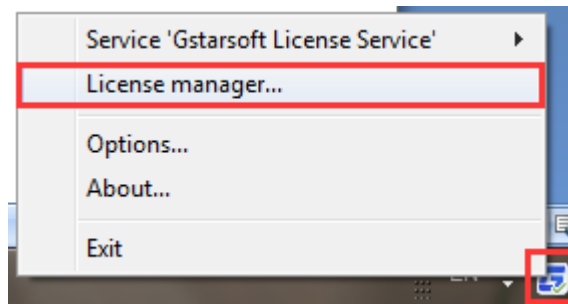 Service 'Gstarsoft License Service'
License manager...
Options...
About...
Exit